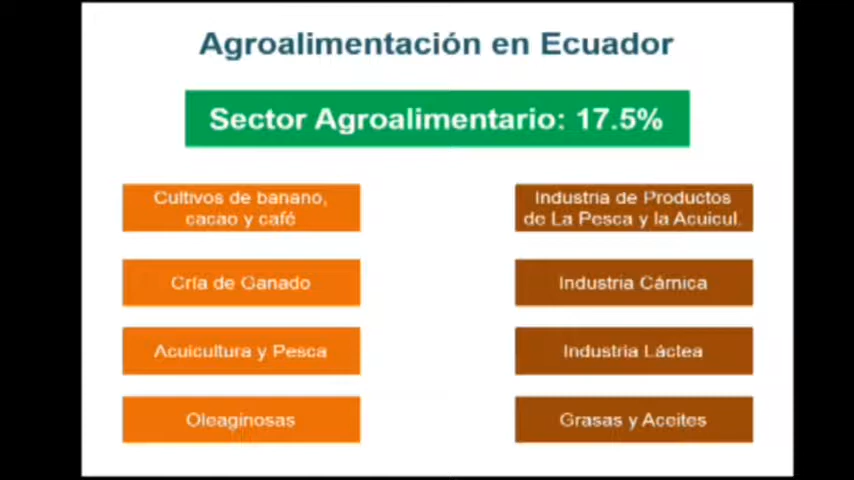 Agroalimentación en Ecuador
Sector Agroalimentario: 17.5%
Cultivos de banano,
cacao y café
Cría de Ganado
Acuicultura y Pesca
Oleaginosas
Industria de Productos
de La Pesca y la Acuicul.
Industria Cárnica
Industria Láctea
Grasas y Aceites